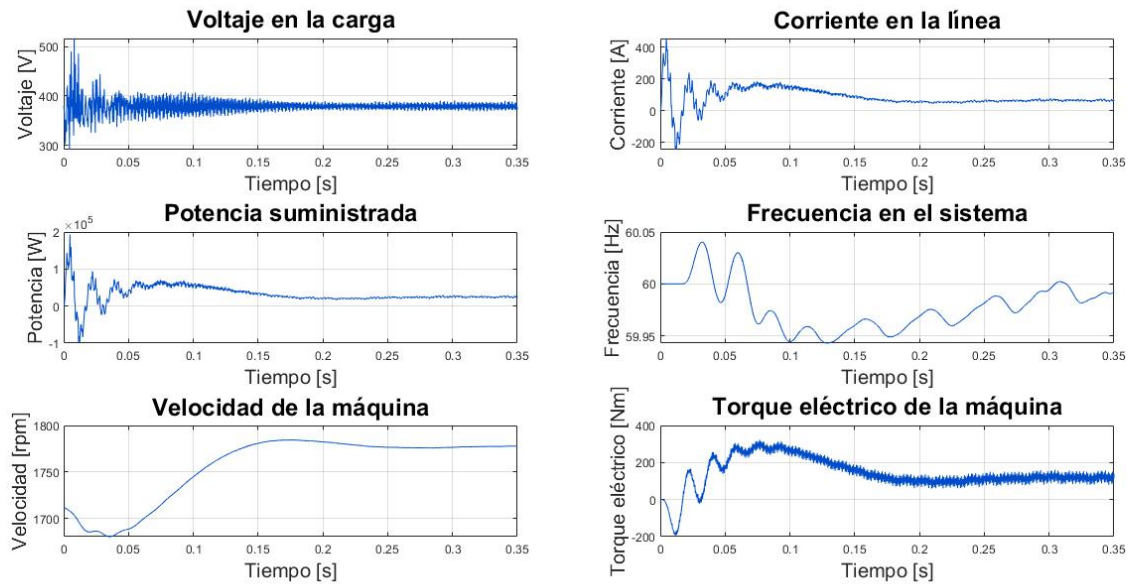 Voltaje en la carga
Voltaje [V]
500
400
300
0 0.05 0.1 0.15 0.2 0.25 0.3 0.35
Tiempo [s]
Corriente en la línea
Corriente [A]
400
200
0
-200
0 0.05 0.1 0.15 0.2 0.25 0.3 0.35
Tiempo [s]
Potencia suministrada
×10⁵
Potencia [W]
2
1
0
-1
0 0.05 0.1 0.15 0.2 0.25 0.3 0.35
Tiempo [s]
Frecuencia en el sistema
Frecuencia [Hz]
60.05
60
59.95
0 0.05 0.1 0.15 0.2 0.25 0.3 0.35
Tiempo [s]
Velocidad de la máquina
Velocidad [rpm]
1800
1750
1700
0 0.05 0.1 0.15 0.2 0.25 0.3 0.35
Tiempo [s]
Torque eléctrico de la máquina
Torque eléctrico [Nm]
400
200
0
-200
0 0.05 0.1 0.15 0.2 0.25 0.3 0.35
Tiempo [s]